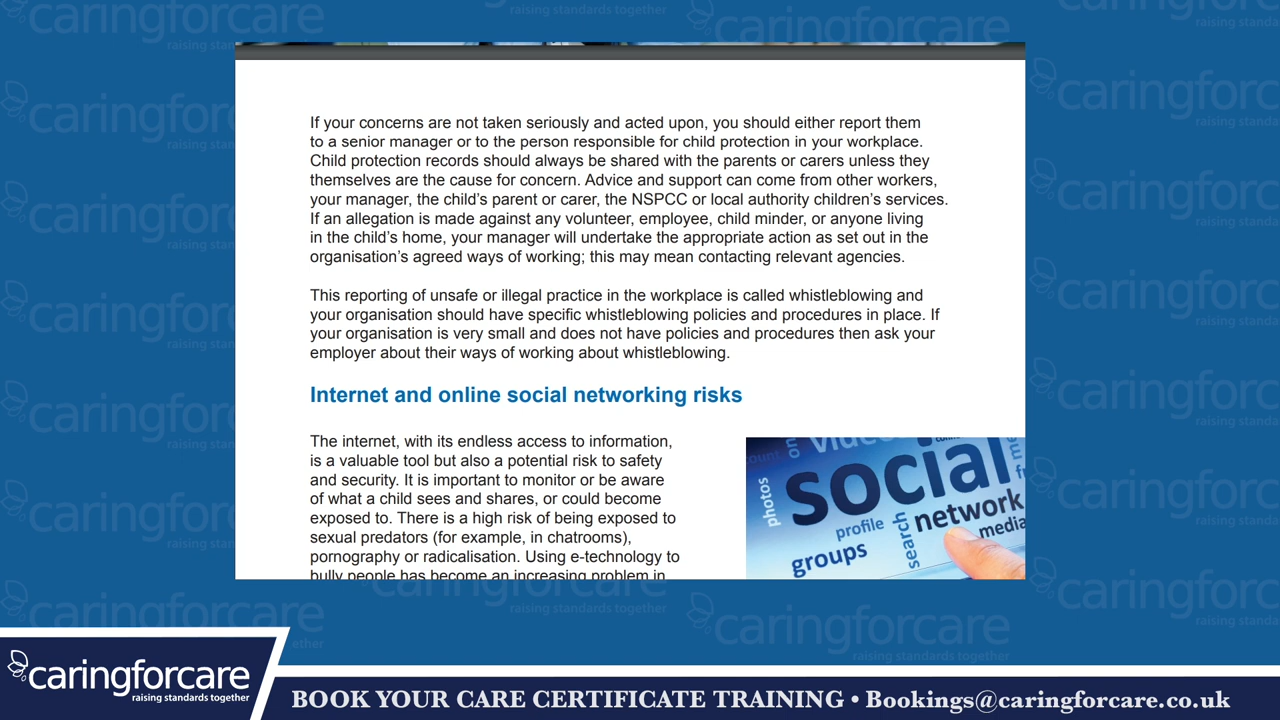 If your concerns are not taken seriously and acted upon, you should either report them
to a senior manager or to the person responsible for child protection in your workplace.
Child protection records should always be shared with the parents or carers unless they
themselves are the cause for concern. Advice and support can come from other workers,
your manager, the child’s parent or carer, the NSPCC or local authority children’s services.
If an allegation is made against any volunteer, employee, child minder, or anyone living
in the child’s home, your manager will undertake the appropriate action as set out in the
organisation’s agreed ways of working; this may mean contacting relevant agencies.
This reporting of unsafe or illegal practice in the workplace is called whistleblowing and
your organisation should have specific whistleblowing policies and procedures in place. If
your organisation is very small and does not have policies and procedures then ask your
employer about their ways of working about whistleblowing.
Internet and online social networking risks
The internet, with its endless access to information,
is a valuable tool but also a potential risk to safety
and security. It is important to monitor or be aware
of what a child sees and shares, or could become
exposed to. There is a high risk of being exposed to
sexual predators (for example, in chatrooms),
pornography or radicalisation. Using e-technology to
bully people has become an increasing problem in
on video
count
social
photos
profile
search
network
groups
media
caringforcare
raising standards together
BOOK YOUR CARE CERTIFICATE TRAINING • Bookings@caringforcare.co.uk